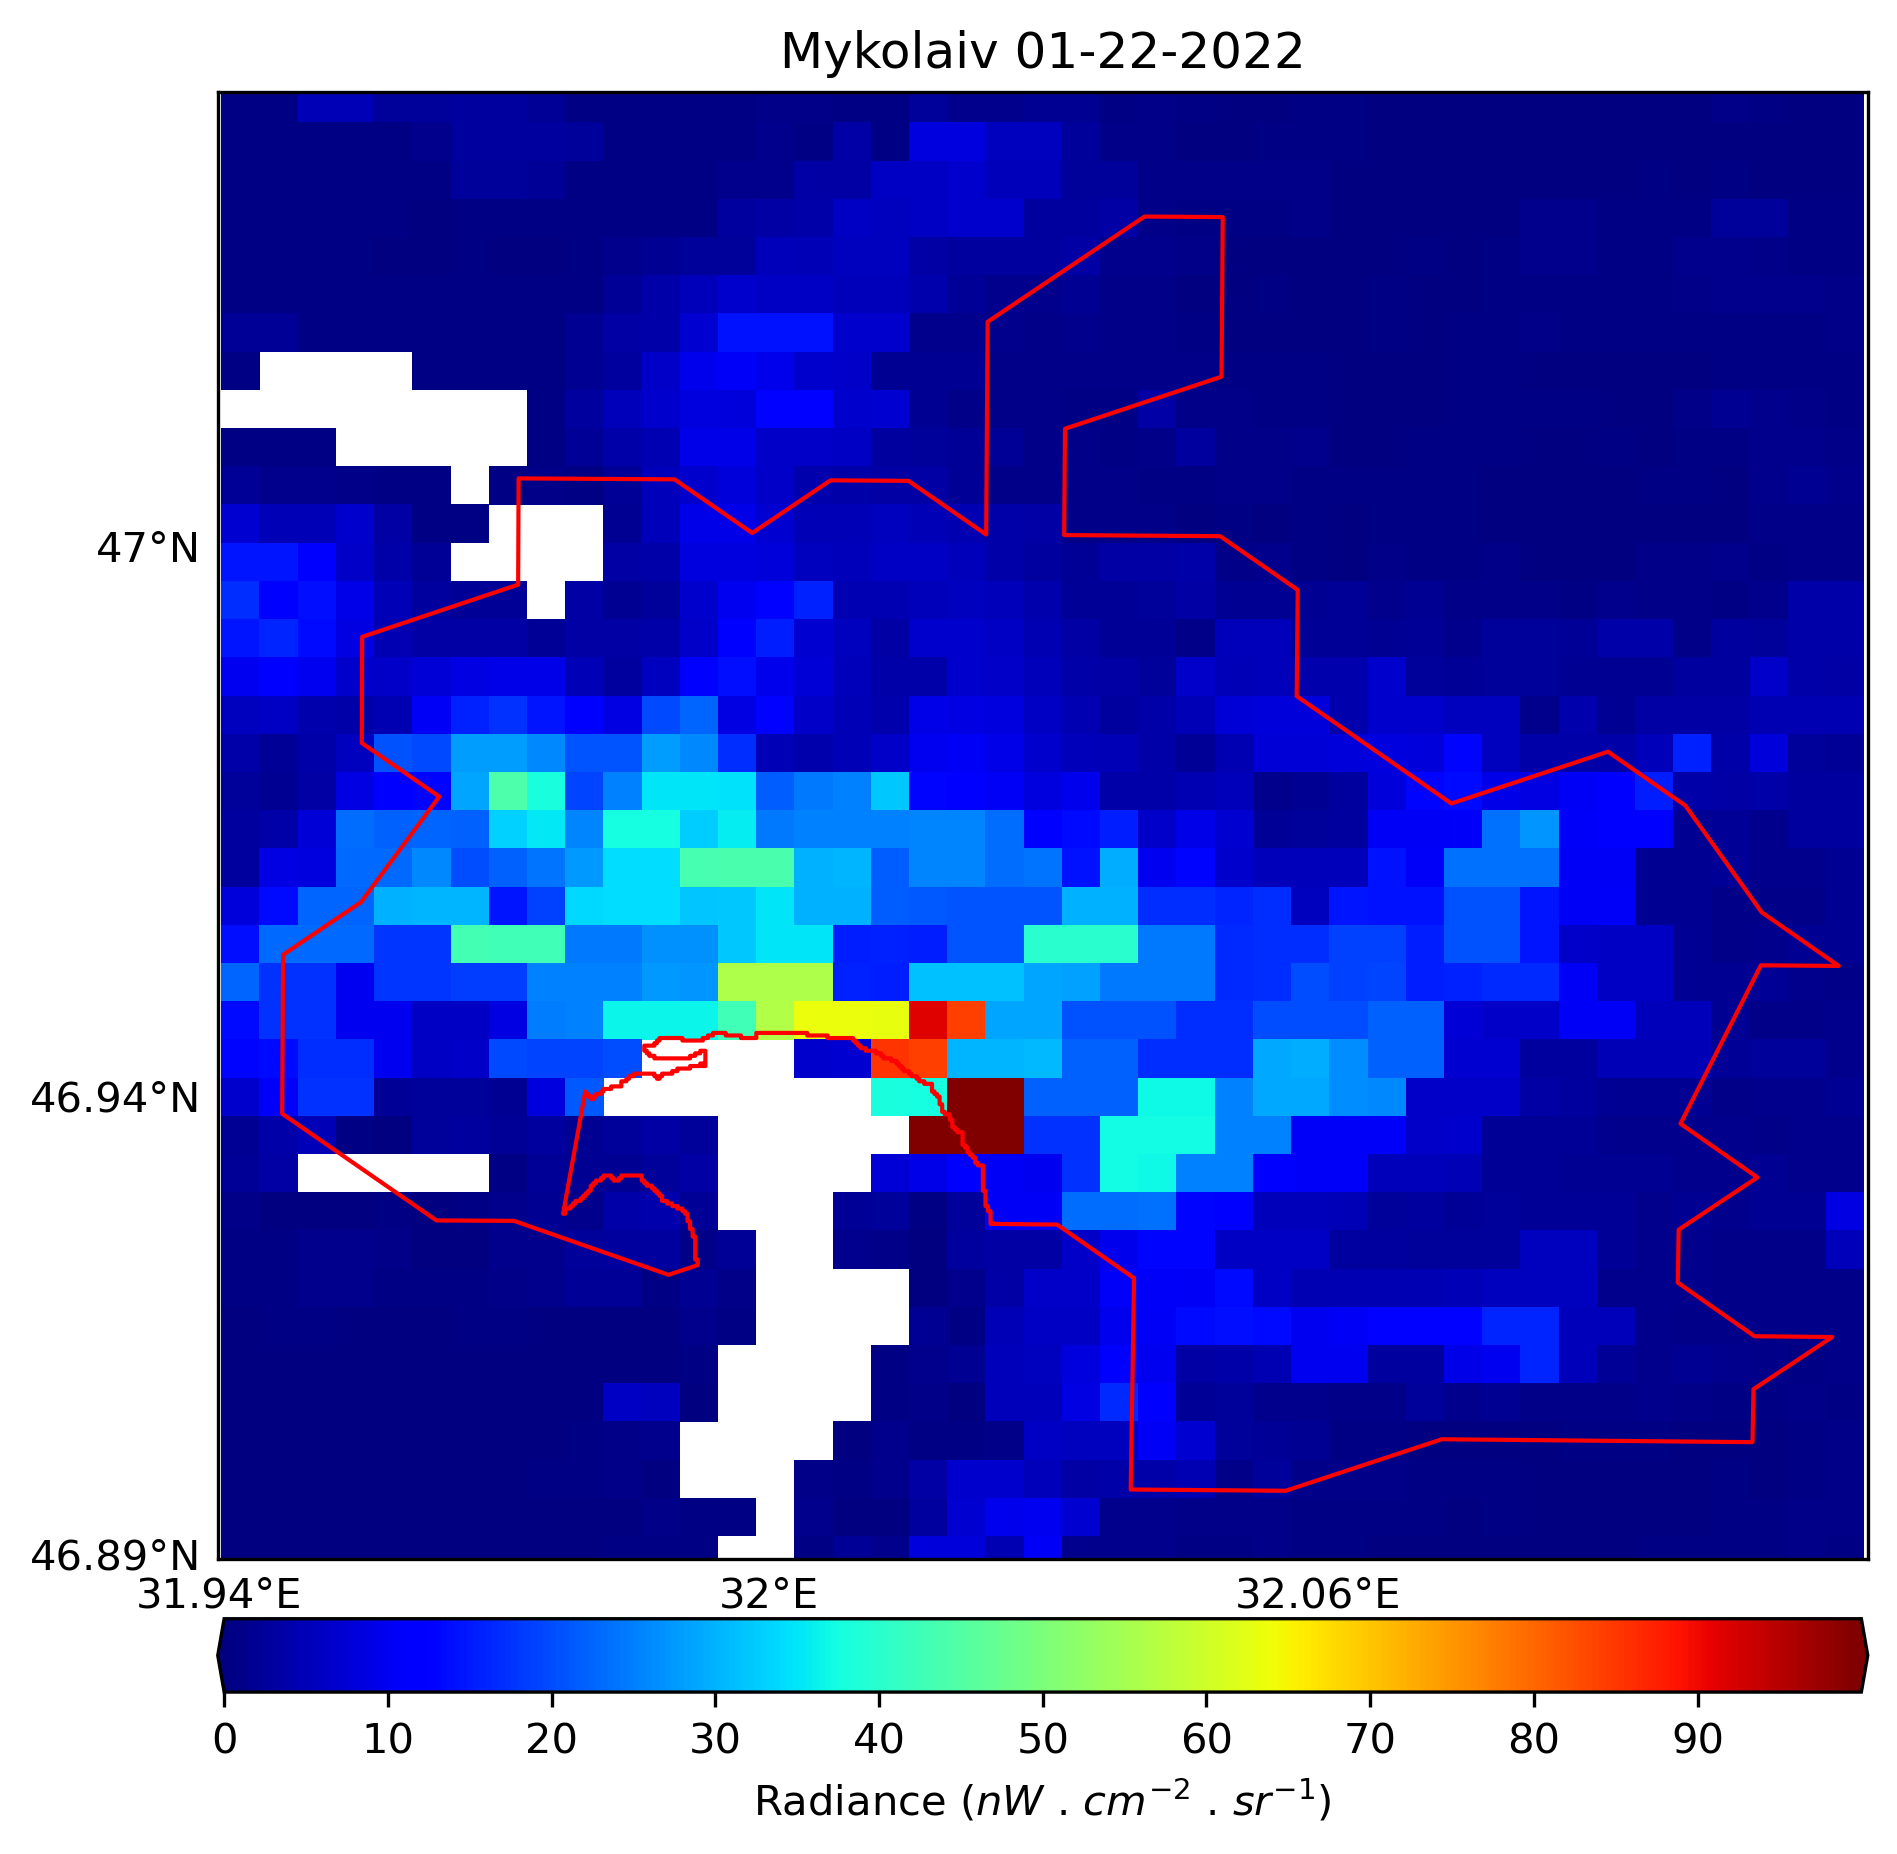 Mykolaiv 01-22-2022
47°N
46.94°N
46.89°N
31.94°E 32°E 32.06°E
0 10 20 30 40 50 60 70 80 90
Radiance (nW . cm⁻² . sr⁻¹)